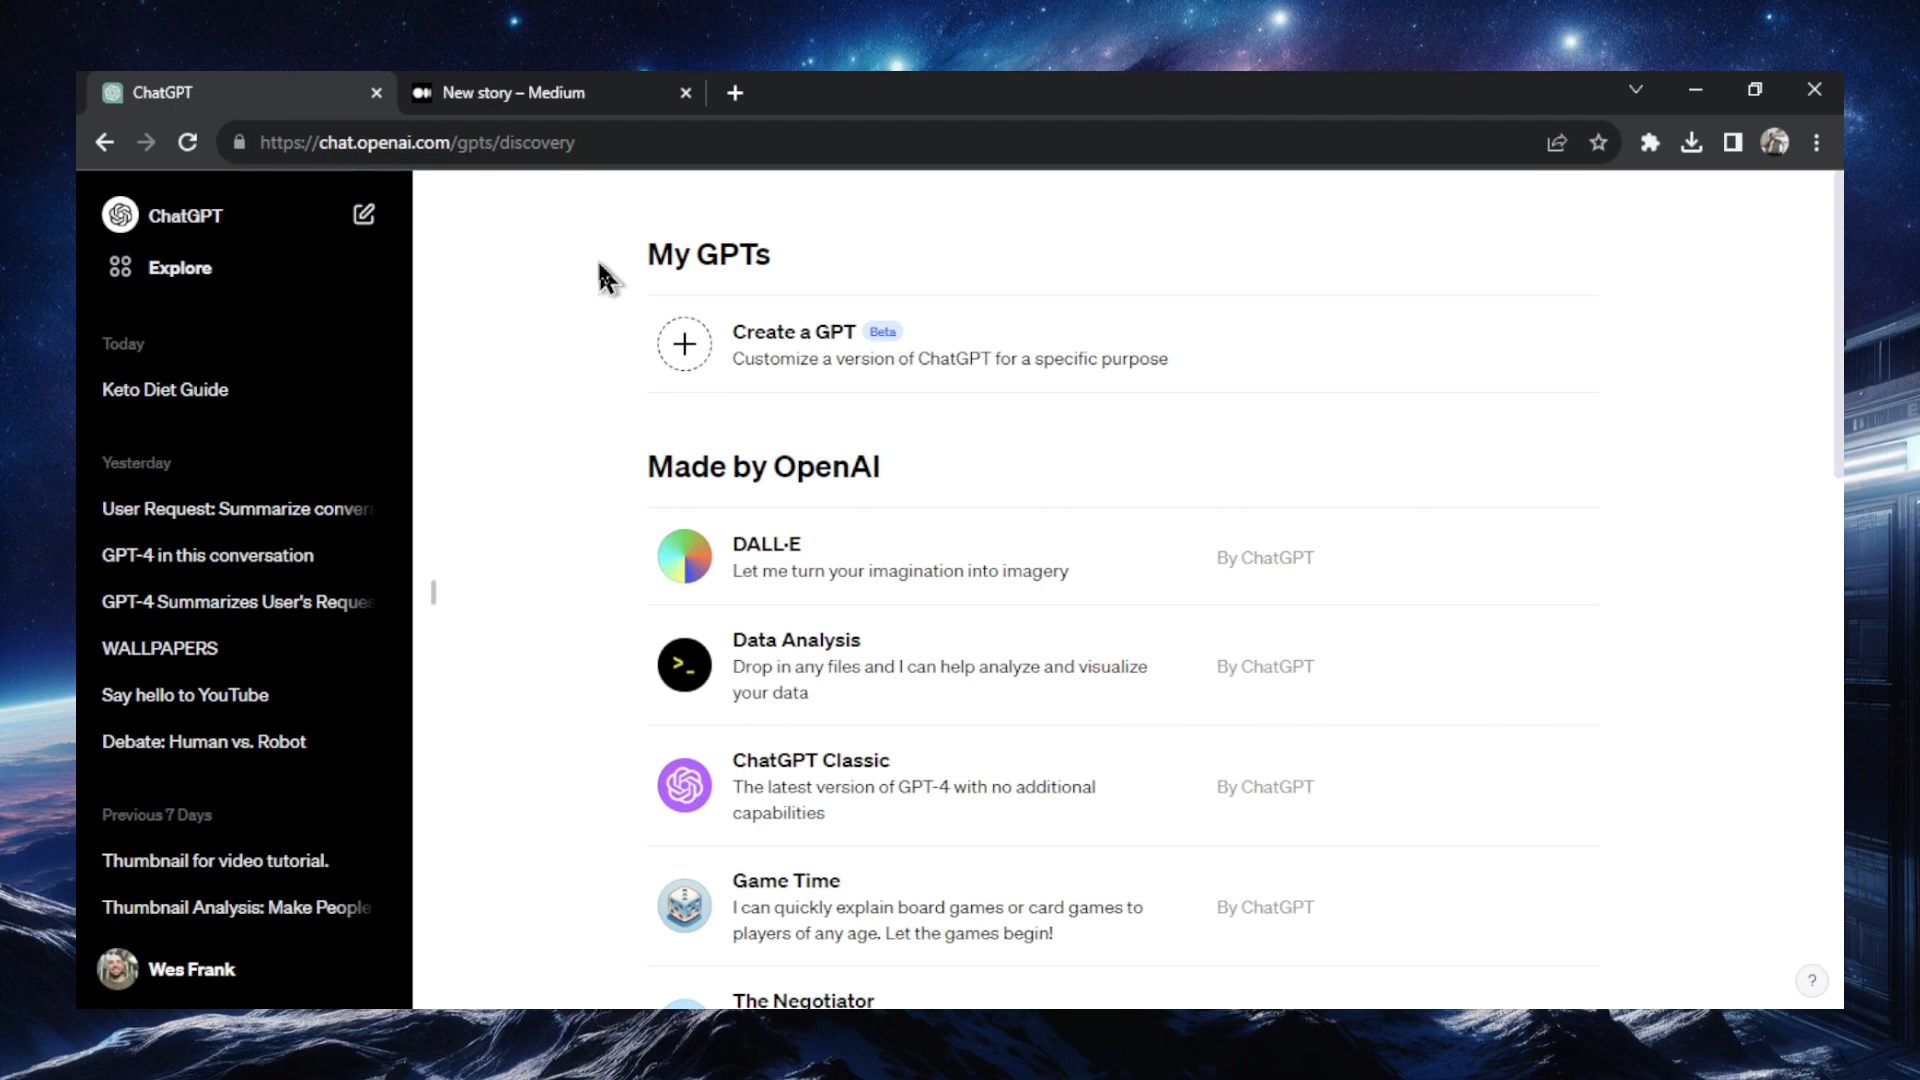 ChatGPT
New story – Medium
https://chat.openai.com/gpts/discovery
ChatGPT
Explore
Today
Keto Diet Guide
Yesterday
User Request: Summarize convers
GPT-4 in this conversation
GPT-4 Summarizes User's Reques
WALLPAPERS
Say hello to YouTube
Debate: Human vs. Robot
Previous 7 Days
Thumbnail for video tutorial.
Thumbnail Analysis: Make People
Wes Frank
My GPTs
Create a GPT Beta
Customize a version of ChatGPT for a specific purpose
Made by OpenAI
DALL·E
Let me turn your imagination into imagery
By ChatGPT
Data Analysis
Drop in any files and I can help analyze and visualize
your data
By ChatGPT
ChatGPT Classic
The latest version of GPT-4 with no additional
capabilities
By ChatGPT
Game Time
I can quickly explain board games or card games to
players of any age. Let the games begin!
By ChatGPT
The Negotiator
?